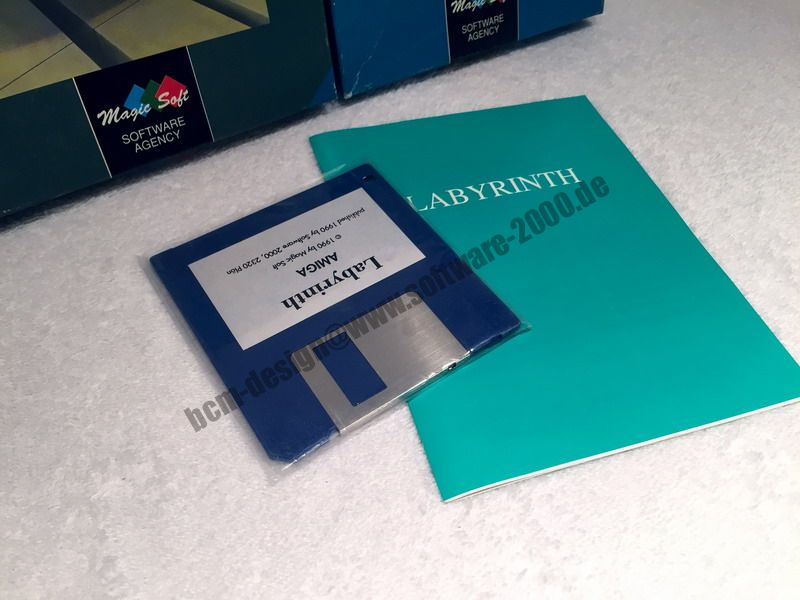 Magic Soft
SOFTWARE
AGENCY
Magic Soft
SOFTWARE
AGENCY
LABYRINTH
Labyrinth
AMIGA
© 1990 by Magic Soft
published 1990 by Software 2000, 2320 Plön
bcm-design@www.software-2000.de